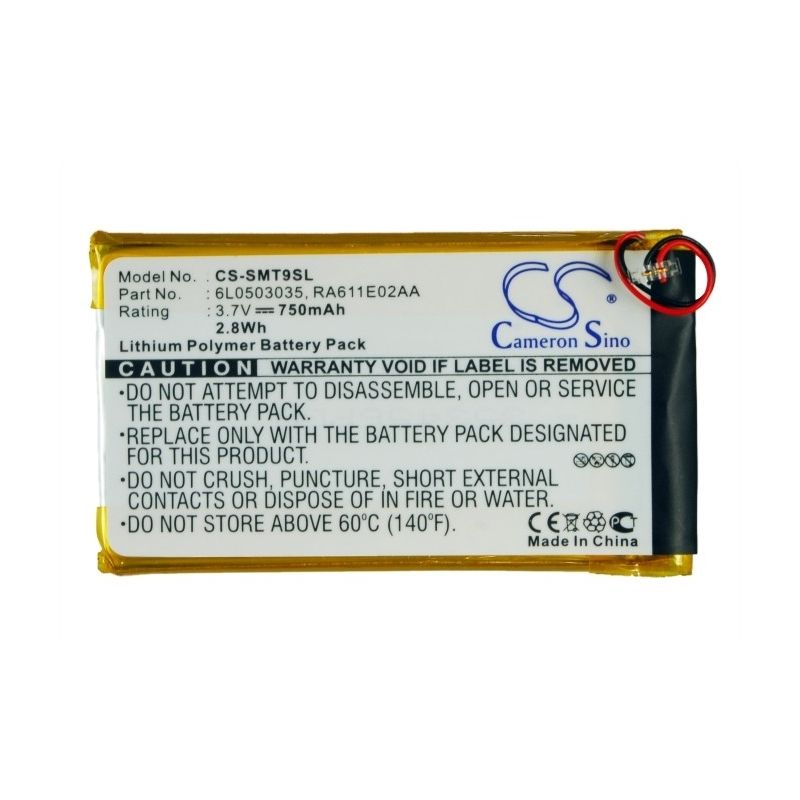 Model No. : CS-SMT9SL
Part No. : 6L0503035, RA611E02AA
Rating : 3.7V 750mAh
2.8Wh
Lithium Polymer Battery Pack
CS
Cameron Sino
CAUTION WARRANTY VOID IF LABEL IS REMOVED
•DO NOT ATTEMPT TO DISASSEMBLE, OPEN OR SERVICE
THE BATTERY PACK.
•REPLACE ONLY WITH THE BATTERY PACK DESIGNATED
FOR THIS PRODUCT.
•DO NOT CRUSH, PUNCTURE, SHORT EXTERNAL
CONTACTS OR DISPOSE OF IN FIRE OR WATER.
•DO NOT STORE ABOVE 60°C (140°F).
CE
Made In China